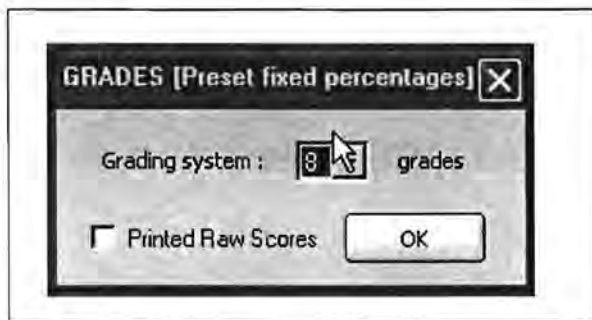 GRADES [Preset fixed percentages]
Grading system : 8 grades
Printed Raw Scores OK